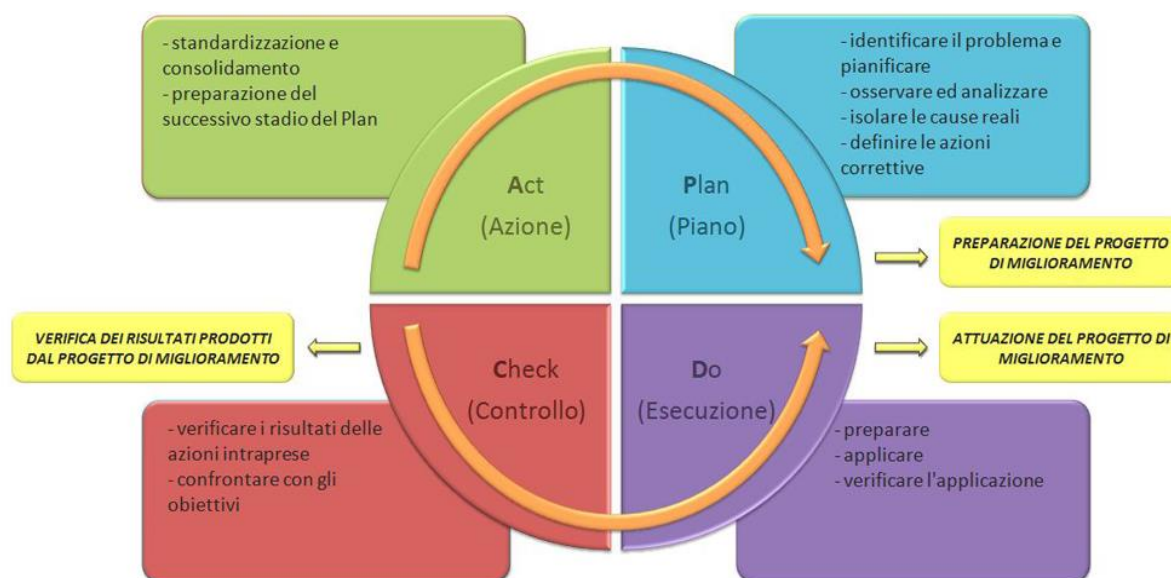 - standardizzazione e
consolidamento
- preparazione del
successivo stadio del Plan
- identificare il problema e
pianificare
- osservare ed analizzare
- isolare le cause reali
- definire le azioni
correttive
Act
(Azione)
Plan
(Piano)
PREPARAZIONE DEL PROGETTO
DI MIGLIORAMENTO
VERIFICA DEI RISULTATI PRODOTTI
DAL PROGETTO DI MIGLIORAMENTO
Check
(Controllo)
Do
(Esecuzione)
ATTUAZIONE DEL PROGETTO DI
MIGLIORAMENTO
- verificare i risultati delle
azioni intraprese
- confrontare con gli
obiettivi
- preparare
- applicare
- verificare l'applicazione